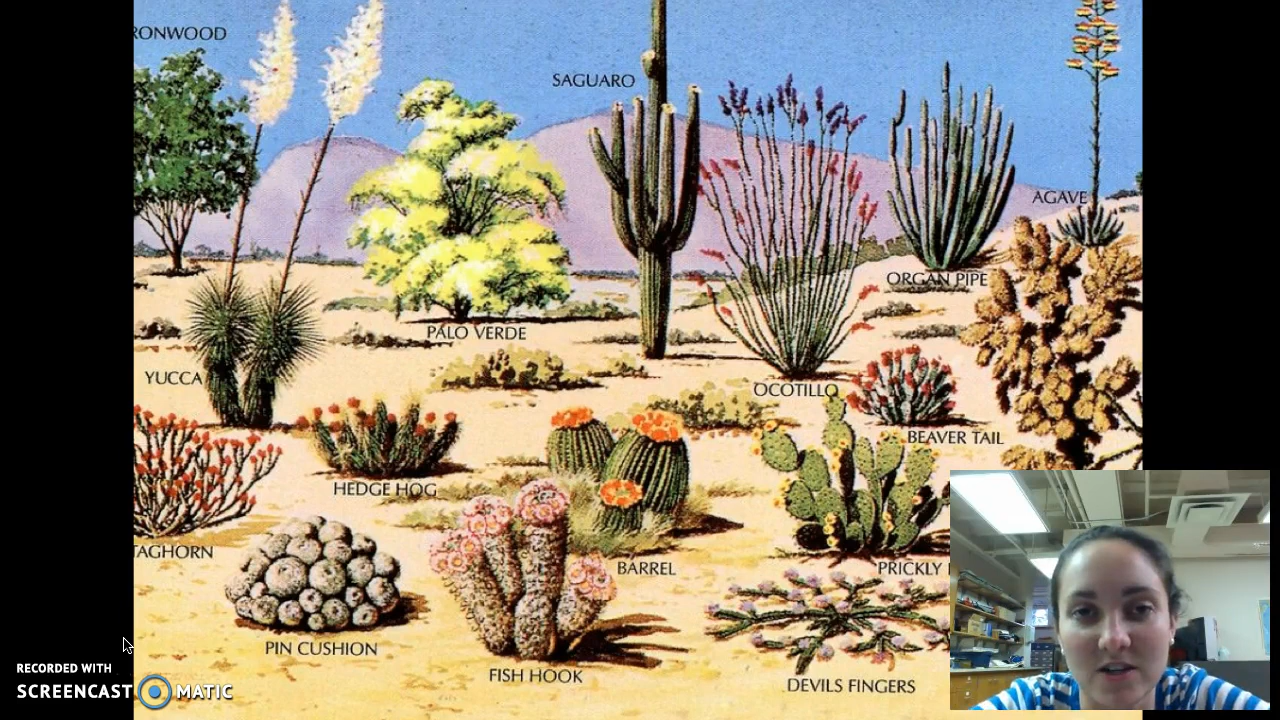 RONWOOD
SAGUARO
AGAVE
ORGAN PIPE
PALO VERDE
YUCCA
OCOTILLO
BEAVER TAIL
HEDGE HOG
TAGHORN
BARREL
PRICKLY
PIN CUSHION
FISH HOOK
DEVILS FINGERS
RECORDED WITH
SCREENCAST MATIC